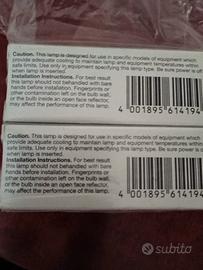 Caution. This lamp is designed for use in specific models of equipment which
provide adequate cooling to maintain lamp and equipment temperatures within
safe limits. Use only in equipment specifying this lamp type. Be sure power is off
when lamp is inserted.
Installation Instructions. For best result
this lamp should not be handled with bare
hands before installation. Fingerprints or
other contamination left on the bulb wall,
or the bulb inside an open face reflector,
may affect the performance of this lamp.
4 001895 614194
Caution. This lamp is designed for use in specific models of equipment which
provide adequate cooling to maintain lamp and equipment temperatures within
safe limits. Use only in equipment specifying this lamp type. Be sure power is off
when lamp is inserted.
Installation Instructions. For best result
this lamp should not be handled with bare
hands before installation. Fingerprints or
other contamination left on the bulb wall,
or the bulb inside an open face reflector,
may affect the performance of this lamp.
4 001895 614194
subito